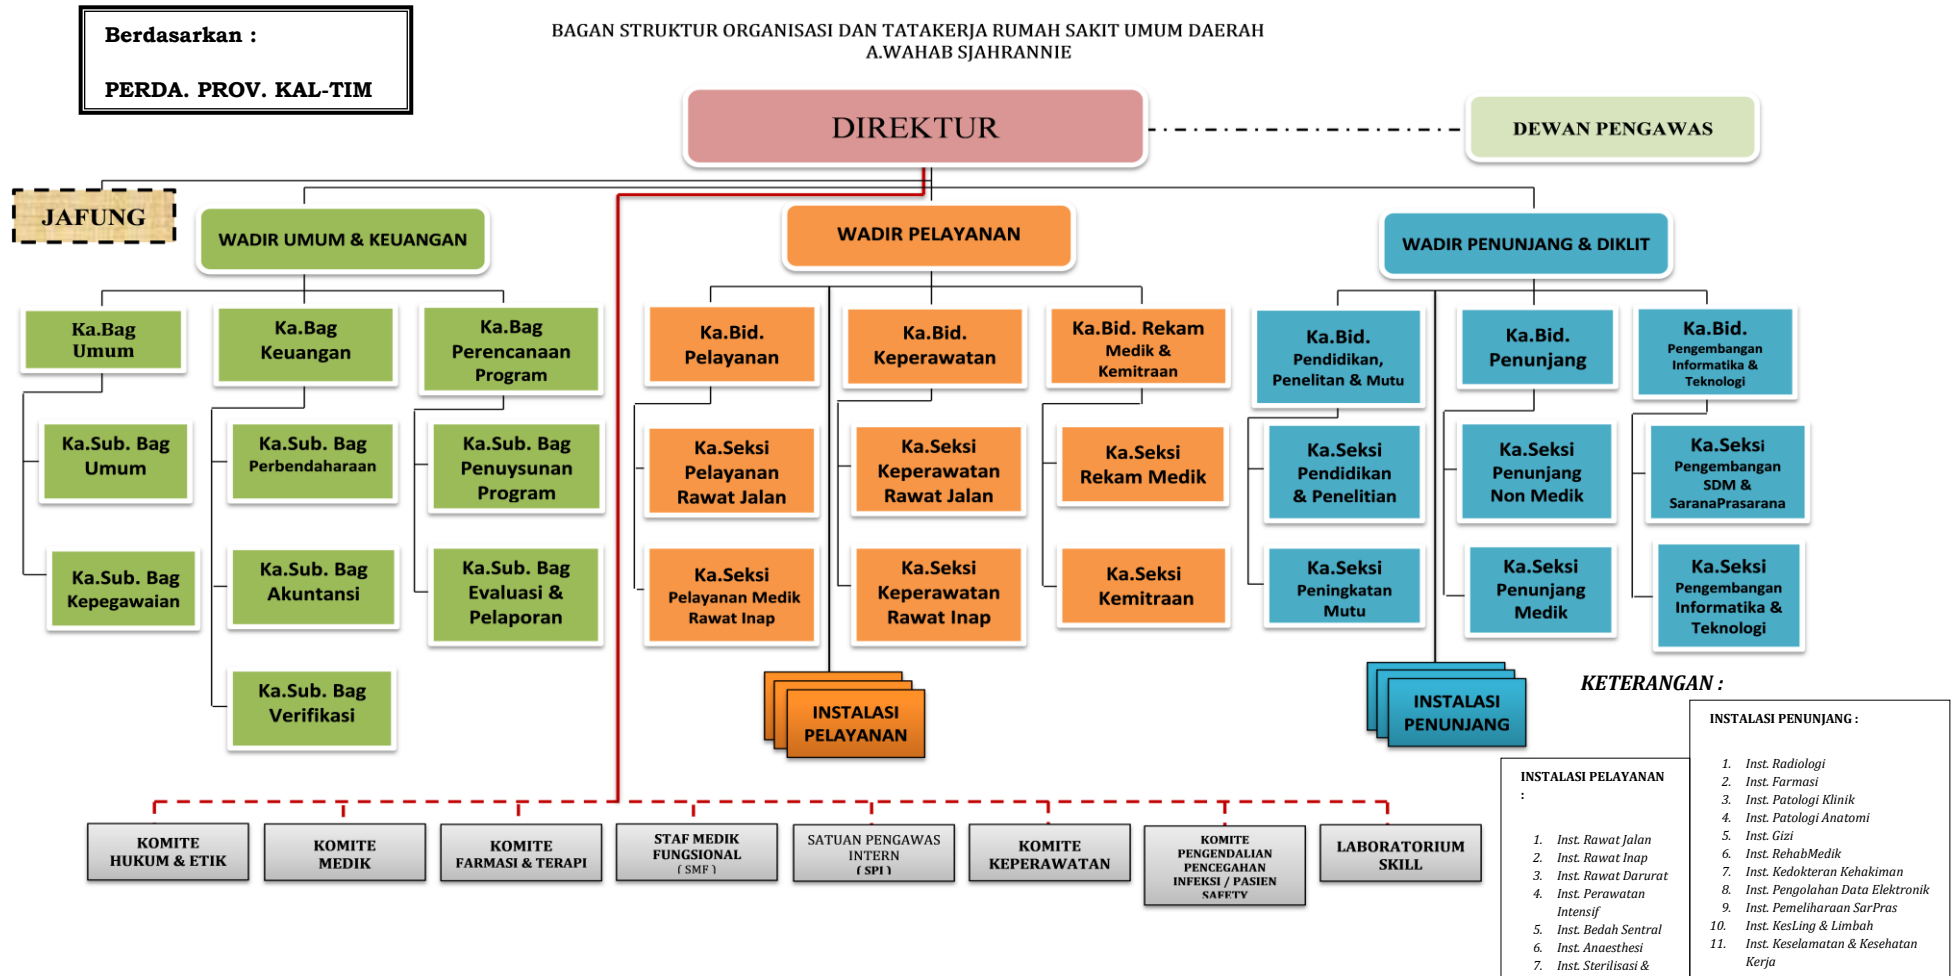 Berdasarkan :
PERDA. PROV. KAL-TIM
BAGAN STRUKTUR ORGANISASI DAN TATAKERJA RUMAH SAKIT UMUM DAERAH
A.WAHAB SJAHRANNIE
DIREKTUR
DEWAN PENGAWAS
JAFUNG
WADIR UMUM & KEUANGAN
WADIR PELAYANAN
WADIR PENUNJANG & DIKLIT
Ka.Bag
Umum
Ka.Bag
Keuangan
Ka.Bag
Perencanaan
Program
Ka.Bid.
Pelayanan
Ka.Bid.
Keperawatan
Ka.Bid. Rekam
Medik &
Kemitraan
Ka.Bid.
Pendidikan,
Penelitan & Mutu
Ka.Bid.
Penunjang
Ka.Bid.
Pengembangan
Informatika &
Teknologi
Ka.Sub. Bag
Umum
Ka.Sub. Bag
Perbendaharaan
Ka.Sub. Bag
Penuysunan
Program
Ka.Seksi
Pelayanan
Rawat Jalan
Ka.Seksi
Keperawatan
Rawat Jalan
Ka.Seksi
Rekam Medik
Ka.Seksi
Pendidikan
& Penelitian
Ka.Seksi
Penunjang
Non Medik
Ka.Seksi
Pengembangan
SDM &
SaranaPrasarana
Ka.Sub. Bag
Kepegawaian
Ka.Sub. Bag
Akuntansi
Ka.Sub. Bag
Evaluasi &
Pelaporan
Ka.Seksi
Pelayanan Medik
Rawat Inap
Ka.Seksi
Keperawatan
Rawat Inap
Ka.Seksi
Kemitraan
Ka.Seksi
Peningkatan
Mutu
Ka.Seksi
Penunjang
Medik
Ka.Seksi
Pengembangan
Informatika &
Teknologi
Ka.Sub. Bag
Verifikasi
INSTALASI
PELAYANAN
INSTALASI
PENUNJANG
KETERANGAN :
KOMITE
HUKUM & ETIK
KOMITE
MEDIK
KOMITE
FARMASI & TERAPI
STAF MEDIK
FUNGSIONAL
( SMF )
SATUAN PENGAWAS
INTERN
( SPI )
KOMITE
KEPERAWATAN
KOMITE
PENGENDALIAN
PENCEGAHAN
INFEKSI / PASIEN
SAFETY
LABORATORIUM
SKILL
INSTALASI PELAYANAN
:
1. Inst. Rawat Jalan
2. Inst. Rawat Inap
3. Inst. Rawat Darurat
4. Inst. Perawatan
Intensif
5. Inst. Bedah Sentral
6. Inst. Anaesthesi
7. Inst. Sterilisasi &
INSTALASI PENUNJANG :
1. Inst. Radiologi
2. Inst. Farmasi
3. Inst. Patologi Klinik
4. Inst. Patologi Anatomi
5. Inst. Gizi
6. Inst. RehabMedik
7. Inst. Kedokteran Kehakiman
8. Inst. Pengolahan Data Elektronik
9. Inst. Pemeliharaan SarPras
10. Inst. KesLing & Limbah
11. Inst. Keselamatan & Kesehatan
Kerja